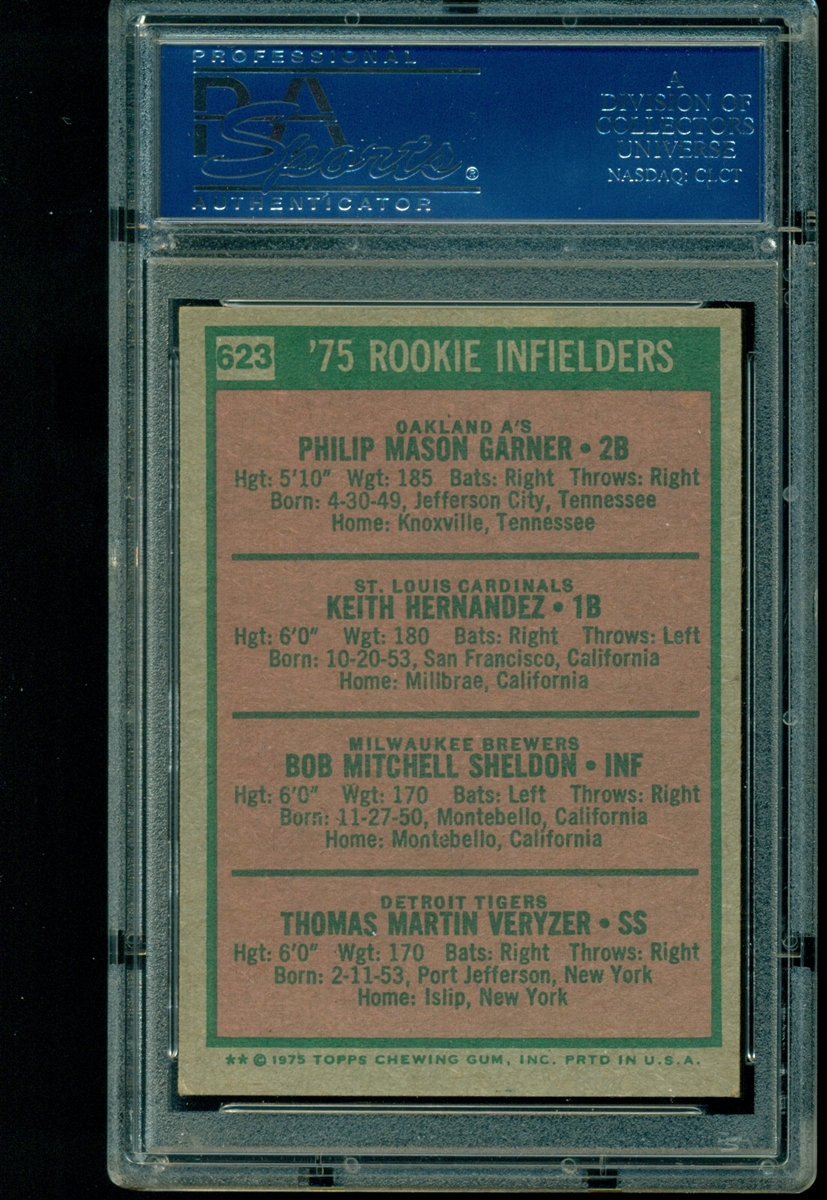 PROFESSIONAL
PSA
Sports®
AUTHENTICATOR
A
DIVISION OF
COLLECTORS
UNIVERSE
NASDAQ: CLCT
623 '75 ROOKIE INFIELDERS
OAKLAND A'S
PHILIP MASON GARNER • 2B
Hgt: 5'10" Wgt: 185 Bats: Right Throws: Right
Born: 4-30-49, Jefferson City, Tennessee
Home: Knoxville, Tennessee
ST. LOUIS CARDINALS
KEITH HERNANDEZ • 1B
Hgt: 6'0" Wgt: 180 Bats: Right Throws: Left
Born: 10-20-53, San Francisco, California
Home: Millbrae, California
MILWAUKEE BREWERS
BOB MITCHELL SHELDON • INF
Hgt: 6'0" Wgt: 170 Bats: Left Throws: Right
Born: 11-27-50, Montebello, California
Home: Montebello, California
DETROIT TIGERS
THOMAS MARTIN VERYZER • SS
Hgt: 6'0" Wgt: 170 Bats: Right Throws: Right
Born: 2-11-53, Port Jefferson, New York
Home: Islip, New York
** © 1975 TOPPS CHEWING GUM, INC. PRTD IN U.S.A.